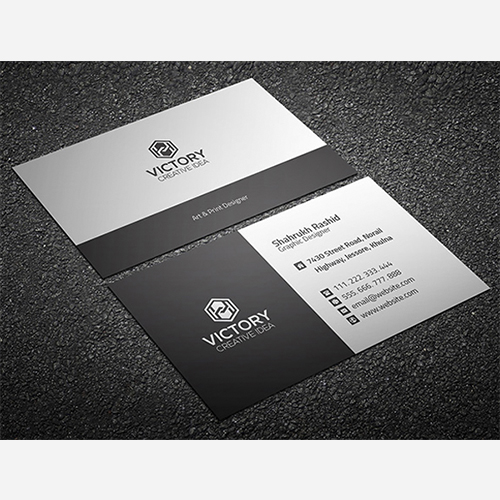 VICTORY
CREATIVE IDEA
Art & Print Designer
Shahrukh Rashid
Graphic Designer
7430 Street Road, Norail
Highway, Jessore, Khulna
111.222.333.444
555.666.777.888
email@website.com
www.website.com
VICTORY
CREATIVE IDEA